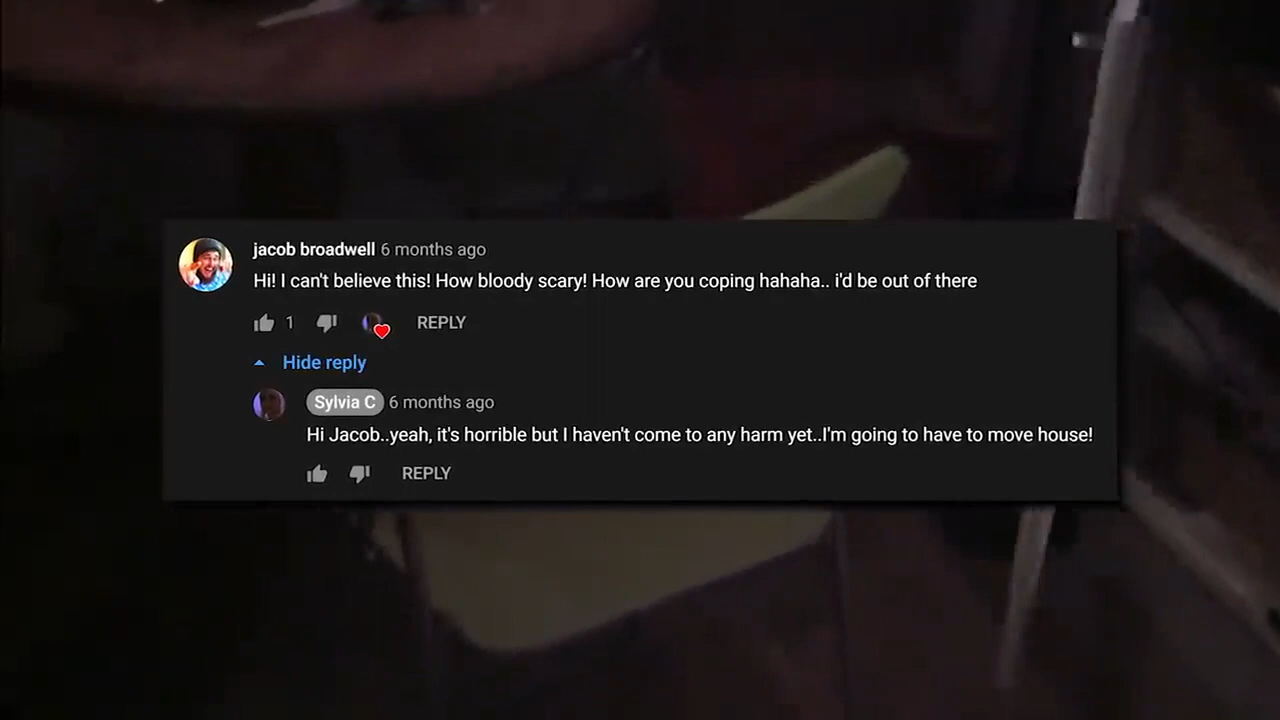 jacob broadwell 6 months ago
Hi! I can't believe this! How bloody scary! How are you coping hahaha.. i'd be out of there
1 REPLY
Hide reply
Sylvia C 6 months ago
Hi Jacob..yeah, it's horrible but I haven't come to any harm yet..I'm going to have to move house!
REPLY